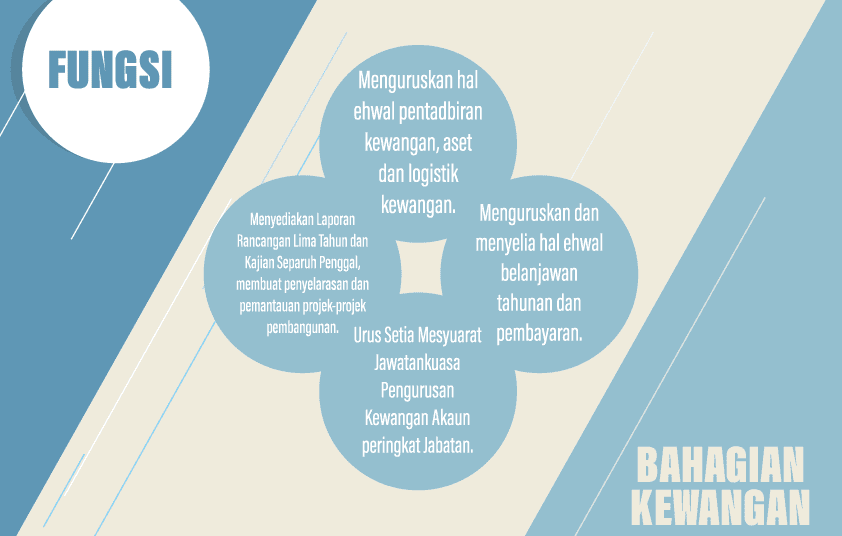 FUNGSI
Menguruskan hal
ehwal pentadbiran
kewangan, aset
dan logistik
kewangan.
Menyediakan Laporan
Rancangan Lima Tahun dan
Kajian Separuh Penggal,
membuat penyelarasan dan
pemantauan projek-projek
pembangunan.
Menguruskan dan
menyelia hal ehwal
belanjawan
tahunan dan
pembayaran.
Urus Setia Mesyuarat
Jawatankuasa
Pengurusan
Kewangan Akaun
peringkat Jabatan.
BAHAGIAN
KEWANGAN